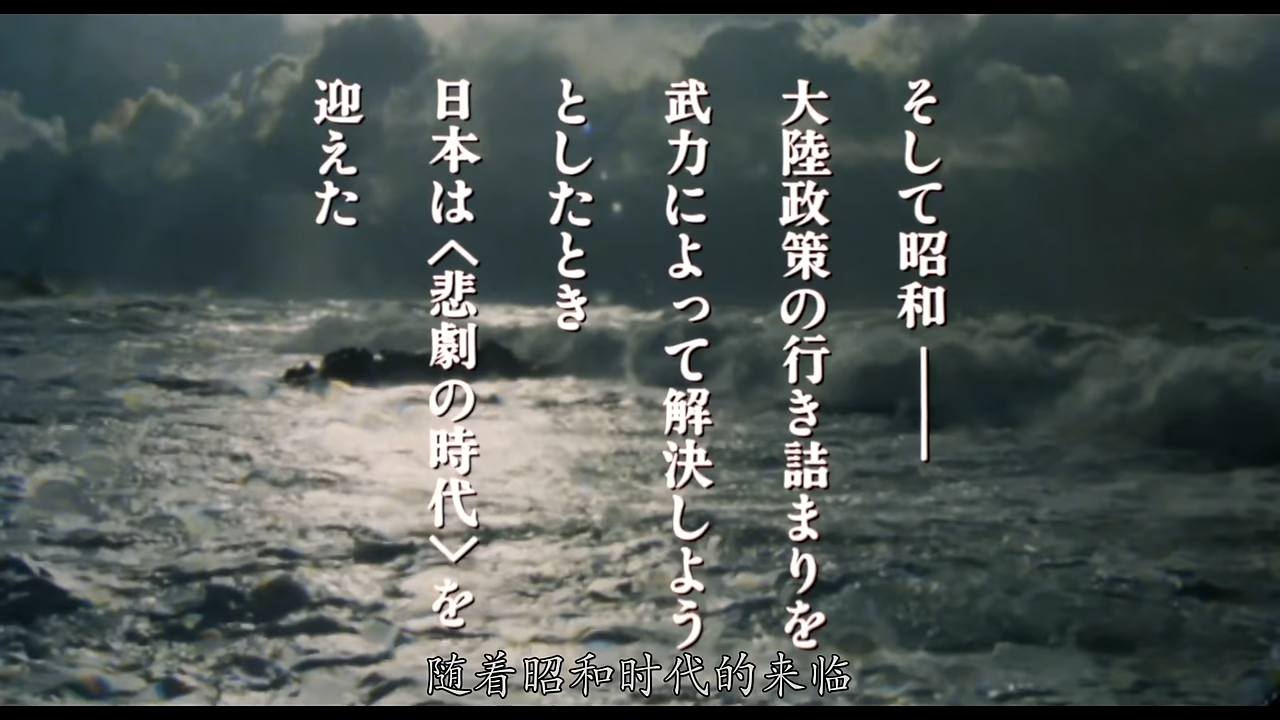 そして昭和――
大陸政策の行き詰まりを
武力によって解決しよう
としたとき
日本は〈悲劇の時代〉を
迎えた
随着昭和时代的来临